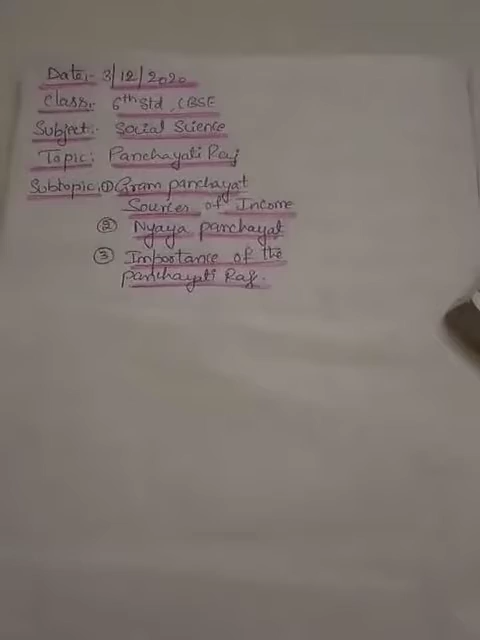 Date:- 3/12/2020
Class:- 6th Std, CBSE
Subject:- Social Science
Topic: Panchayati Raj
Subtopic: ① Gram panchayat
Sources of Income
② Nyaya panchayat
③ Importance of the
panchayati Raj.